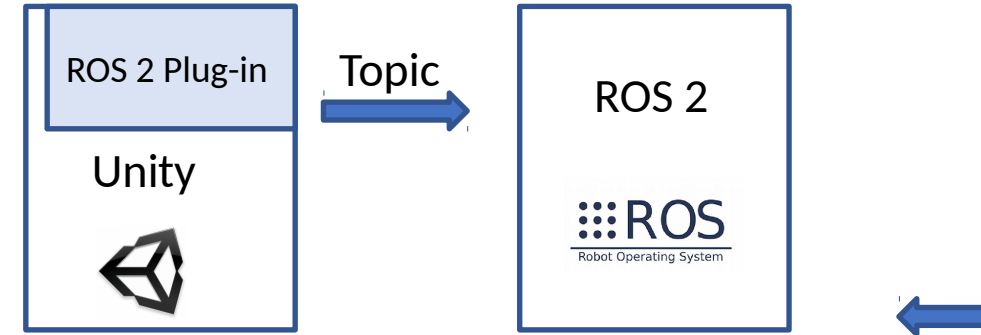 ROS 2 Plug-in
Topic
ROS 2
Unity
ROS
Robot Operating System